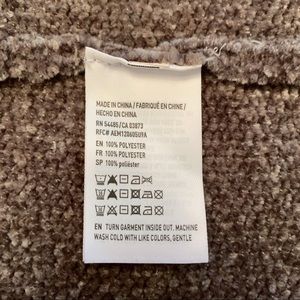 MADE IN CHINA / FABRIQUÉ EN CHINE /
HECHO EN CHINA
RN 54485/CA 03873
RFC# AEM120605U9A
EN 100% POLYESTER
FR 100% POLYESTER
SP 100% poliéster
EN TURN GARMENT INSIDE OUT. MACHINE
WASH COLD WITH LIKE COLORS, GENTLE